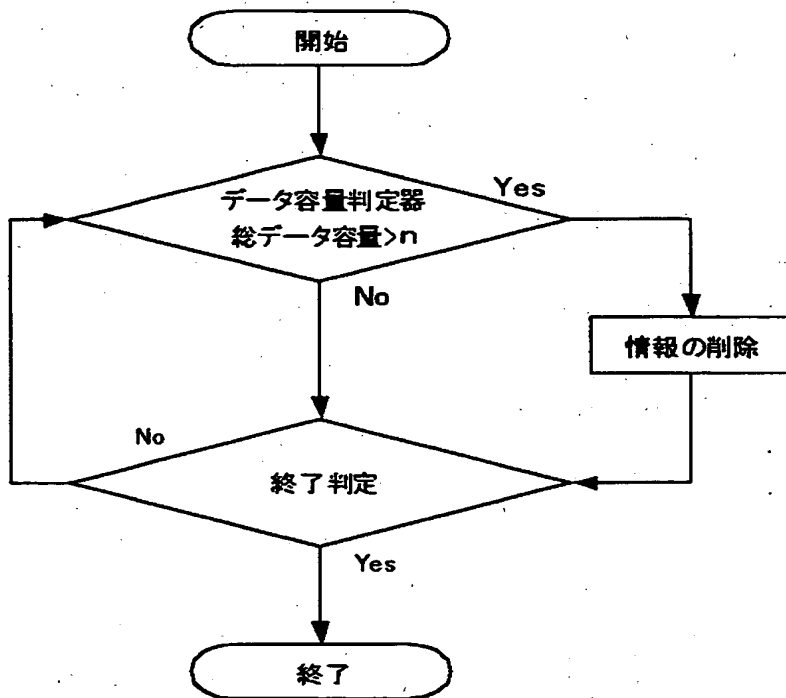 開始
データ容量判定器
総データ容量>n
Yes
No
情報の削除
No
終了判定
Yes
終了